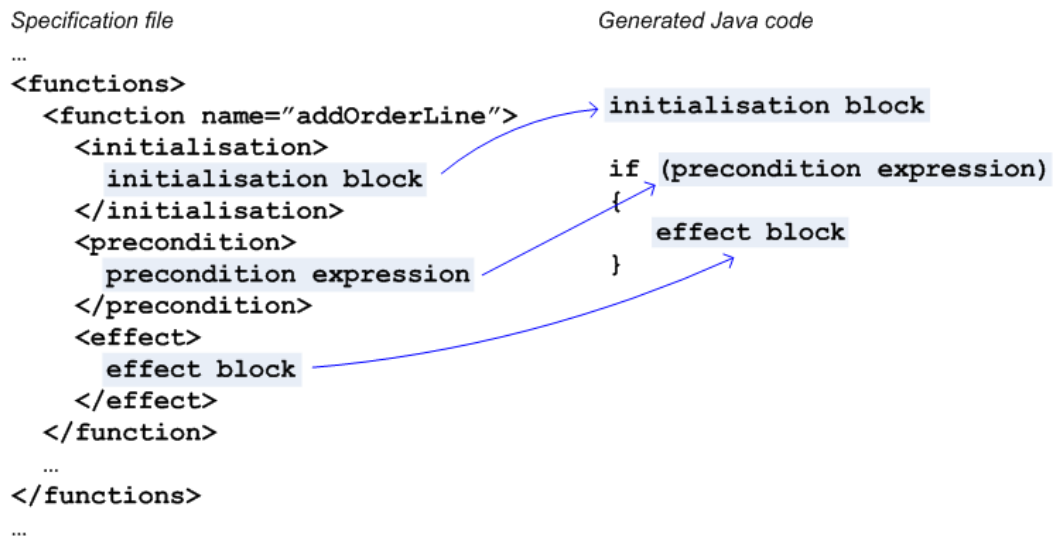 Specification file
…
<functions>
<function name=″addOrderLine″>
<initialisation>
initialisation block
</initialisation>
<precondition>
precondition expression
</precondition>
<effect>
effect block
</effect>
</function>
…
</functions>
…
Generated Java code
initialisation block
if (precondition expression)
{
effect block
}